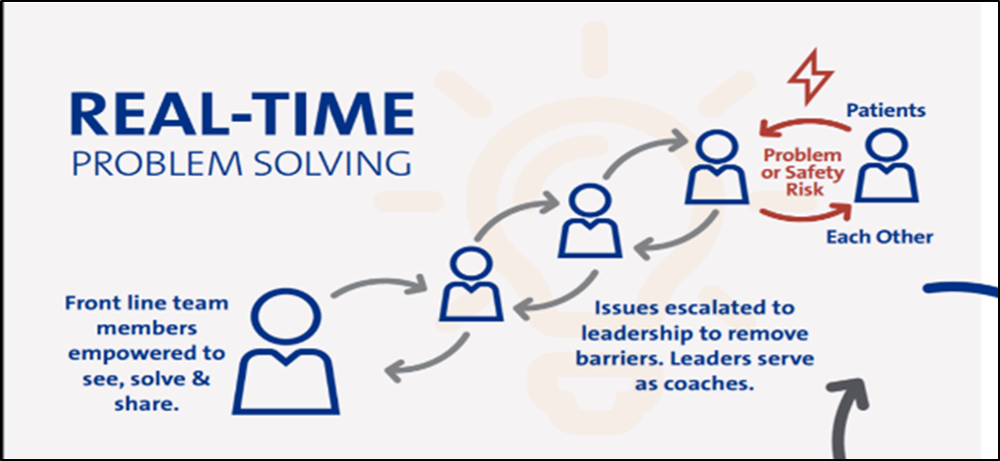 REAL-TIME
PROBLEM SOLVING
Patients
Problem
or Safety
Risk
Each Other
Front line team
members
empowered to
see, solve &
share.
Issues escalated to
leadership to remove
barriers. Leaders serve
as coaches.